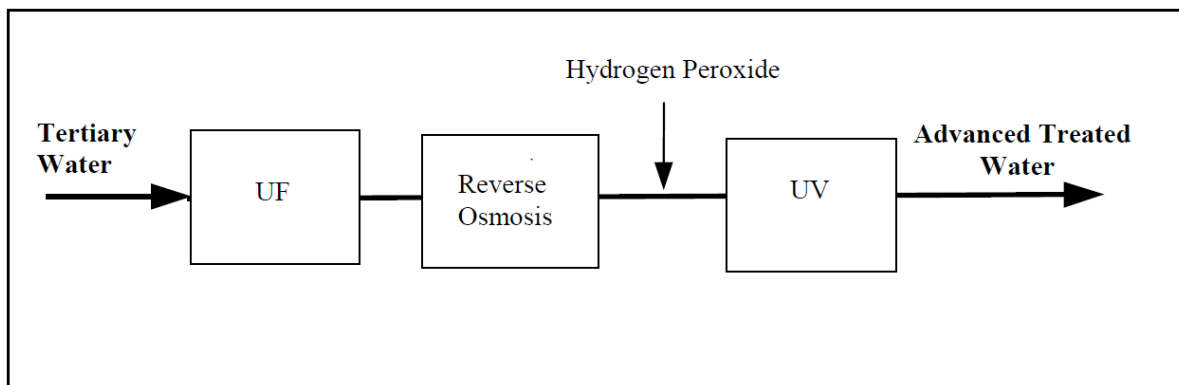 Hydrogen Peroxide
Tertiary
Water
UF
Reverse
Osmosis
UV
Advanced Treated
Water